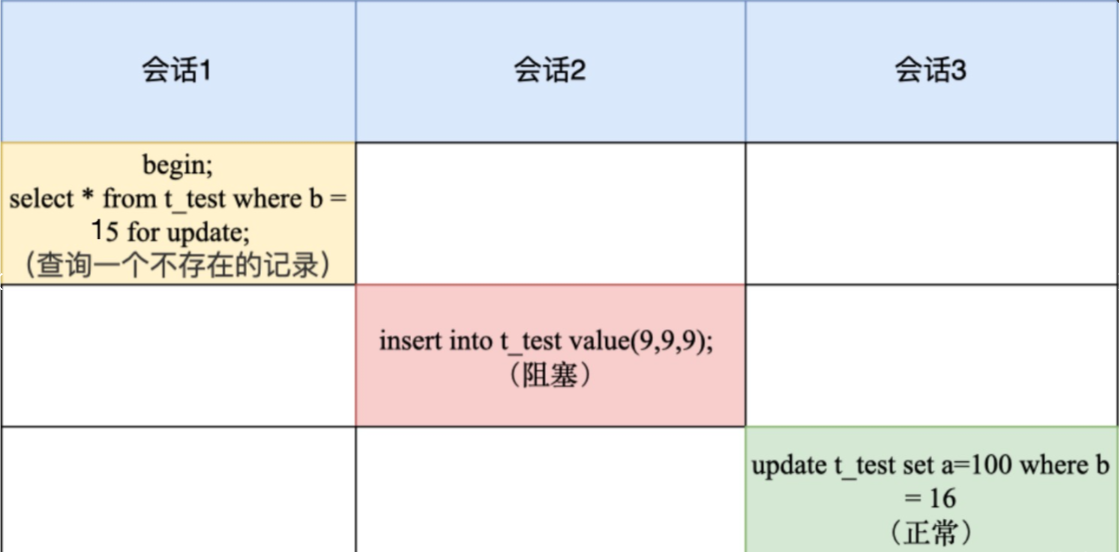 会话1
会话2
会话3
begin;
select * from t_test where b =
15 for update;
（查询一个不存在的记录）
insert into t_test value(9,9,9);
（阻塞）
update t_test set a=100 where b
= 16
（正常）